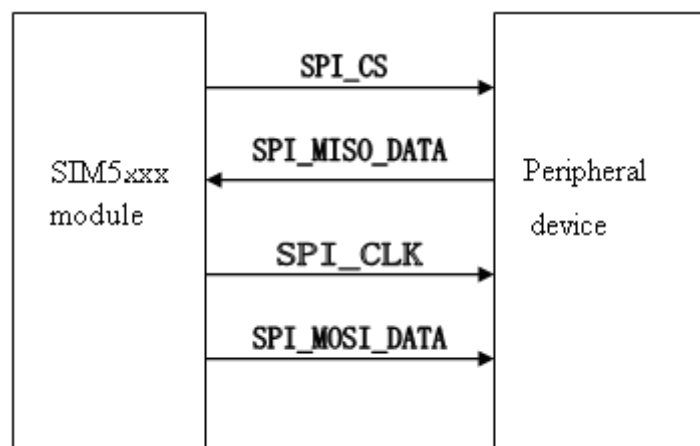 SPI_CS
SPI_MISO_DATA
SIM5xxx
module
Peripheral
device
SPI_CLK
SPI_MOSI_DATA